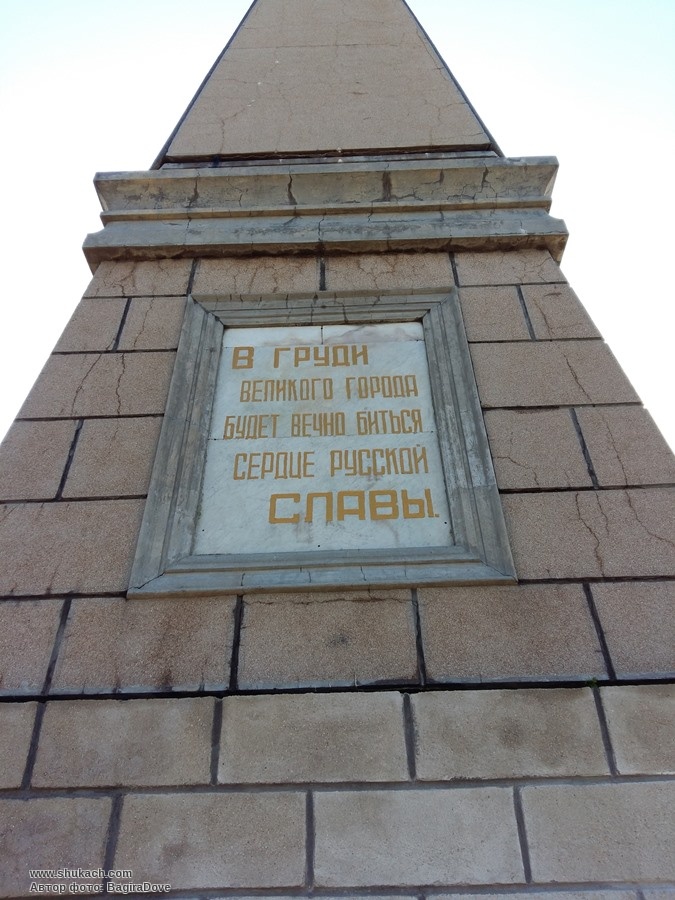 В ГРУДИ
ВЕЛИКОГО ГОРОДА
БУДЕТ ВЕЧНО БИТЬСЯ
СЕРДЦЕ РУССКОЙ
СЛАВЫ.
www.shukach.com
Автор фото: BagiraDove